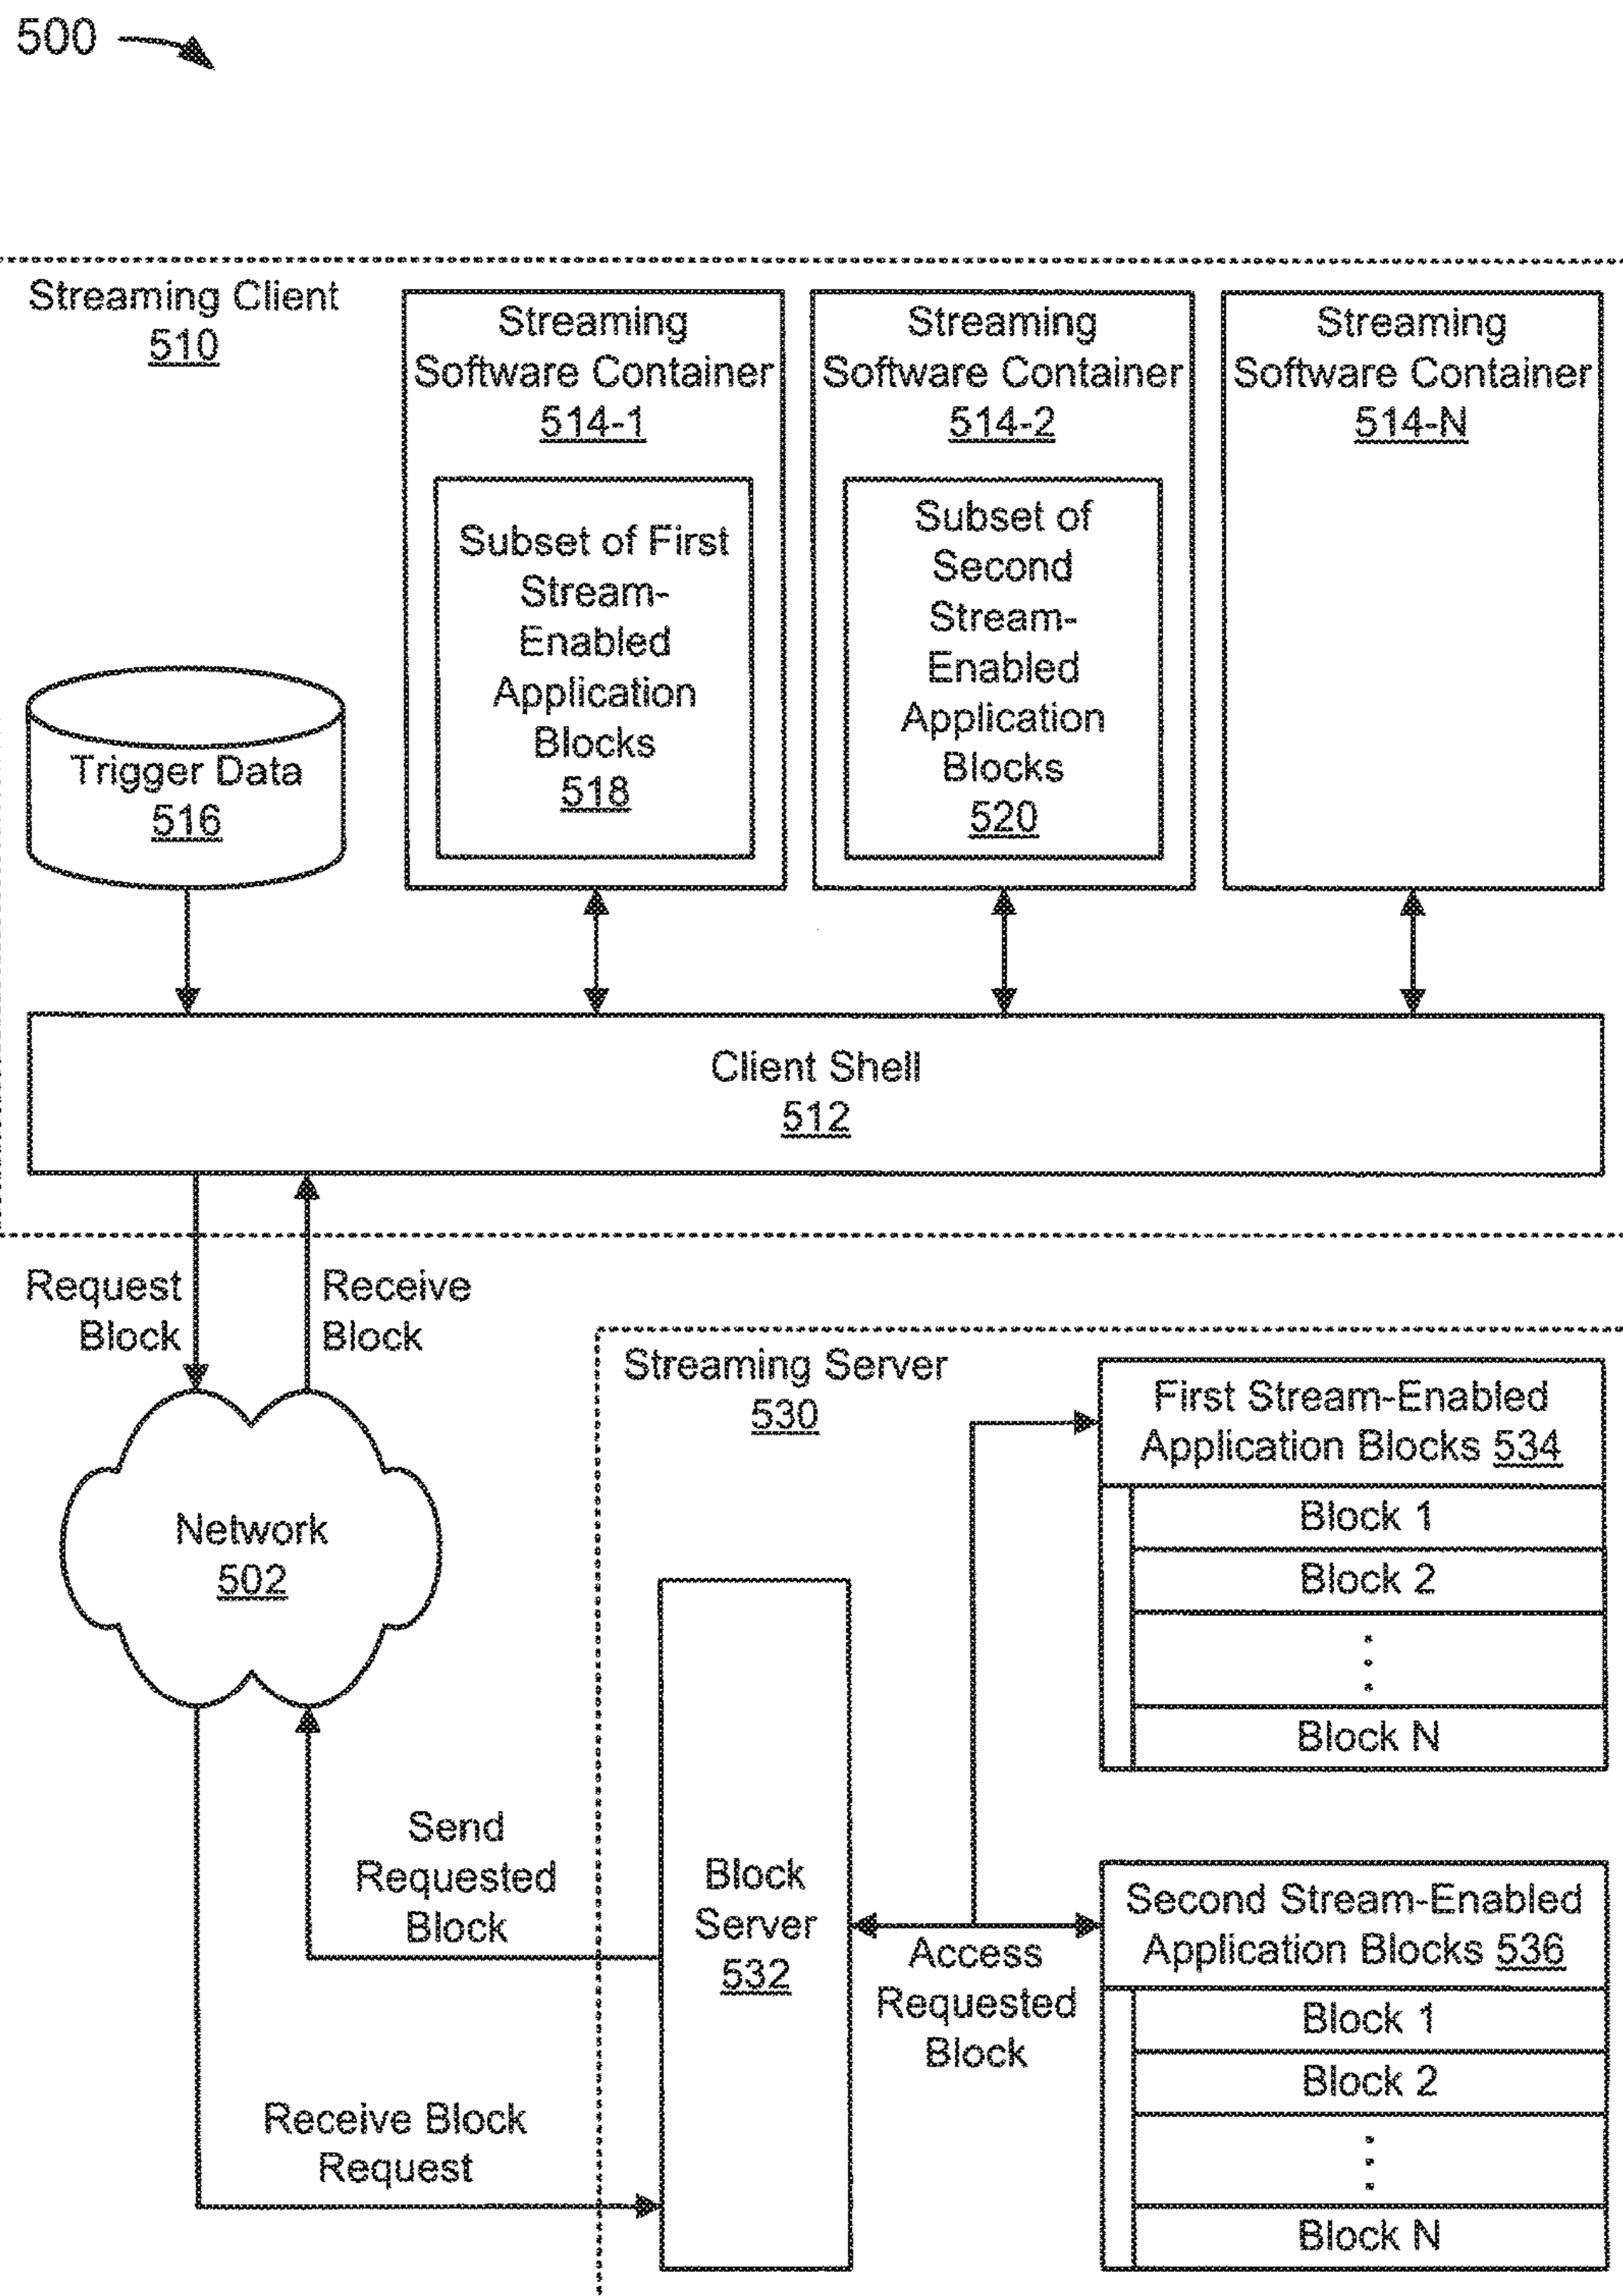 500
Streaming Client
510
Streaming
Software Container
514-1
Streaming
Software Container
514-2
Streaming
Software Container
514-N
Subset of First
Stream-
Enabled
Application
Blocks
518
Subset of
Second
Stream-
Enabled
Application
Blocks
520
Trigger Data
516
Client Shell
512
Request
Block
Receive
Block
Network
502
Streaming Server
530
First Stream-Enabled
Application Blocks 534
Block 1
Block 2
Block N
Send
Requested
Block
Block
Server
532
Access
Requested
Block
Second Stream-Enabled
Application Blocks 536
Block 1
Block 2
Block N
Receive Block
Request